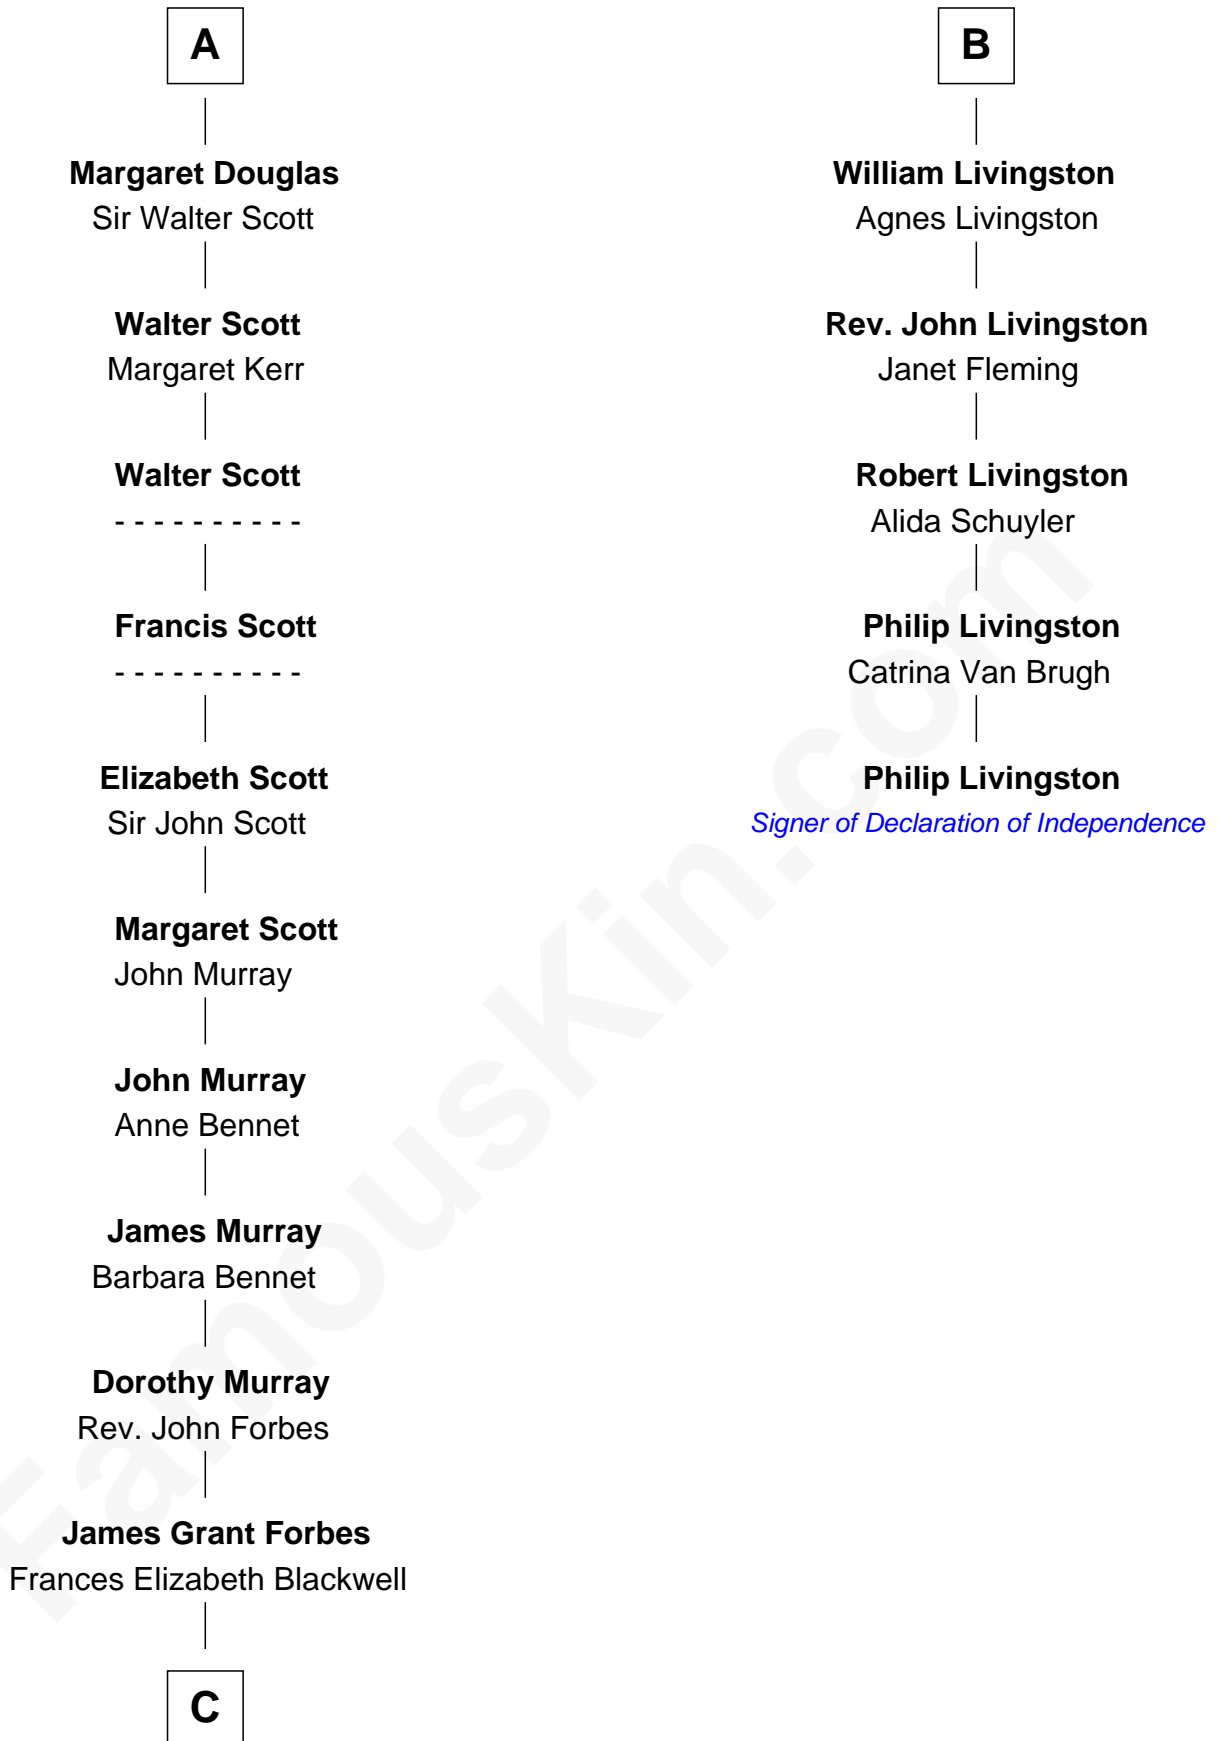 A
Margaret Douglas
Sir Walter Scott
Walter Scott
Margaret Kerr
Walter Scott
- - - - - - - - - -
Francis Scott
- - - - - - - - - -
Elizabeth Scott
Sir John Scott
Margaret Scott
John Murray
John Murray
Anne Bennet
James Murray
Barbara Bennet
Dorothy Murray
Rev. John Forbes
James Grant Forbes
Frances Elizabeth Blackwell
C
B
William Livingston
Agnes Livingston
Rev. John Livingston
Janet Fleming
Robert Livingston
Alida Schuyler
Philip Livingston
Catrina Van Brugh
Philip Livingston
Signer of Declaration of Independence
FamousKin.com